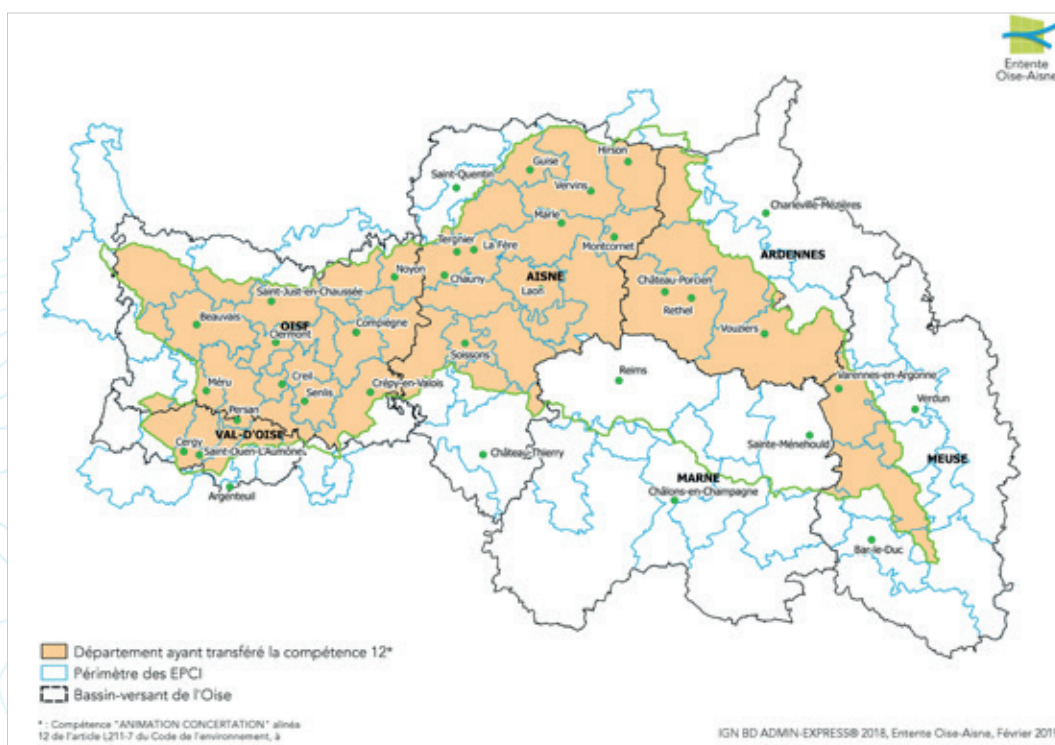 Entente
Oise-Aisne
Hirson
Guise
Saint-Quentin
Vervins
Charleville-Mézières
Marle
Tergnier
La Fère
Montcornet
ARDENNES
Noyon
Chauny
AISNE
Château-Porcien
Laon
Saint-Just-en-Chaussée
Rethel
Beauvais
OISE
Compiègne
Vouziers
Clermont
Soissons
Reims
Creil
Méru
Crépy-en-Valois
Varennes-en-Argonne
Senlis
Verdun
Persan
VAL-D'OISE
Sainte-Ménehould
Cergy
Saint-Ouen-L'Aumône
Château-Thierry
MEUSE
MARNE
Argenteuil
Châlons-en-Champagne
Bar-le-Duc
Département ayant transféré la compétence 12*
Périmètre des EPCI
Bassin-versant de l'Oise
* : Compétence "ANIMATION CONCERTATION" alinéa
12 de l'article L211-7 du Code de l'environnement, à
IGN BD ADMIN-EXPRESS® 2018, Entente Oise-Aisne, Février 2019